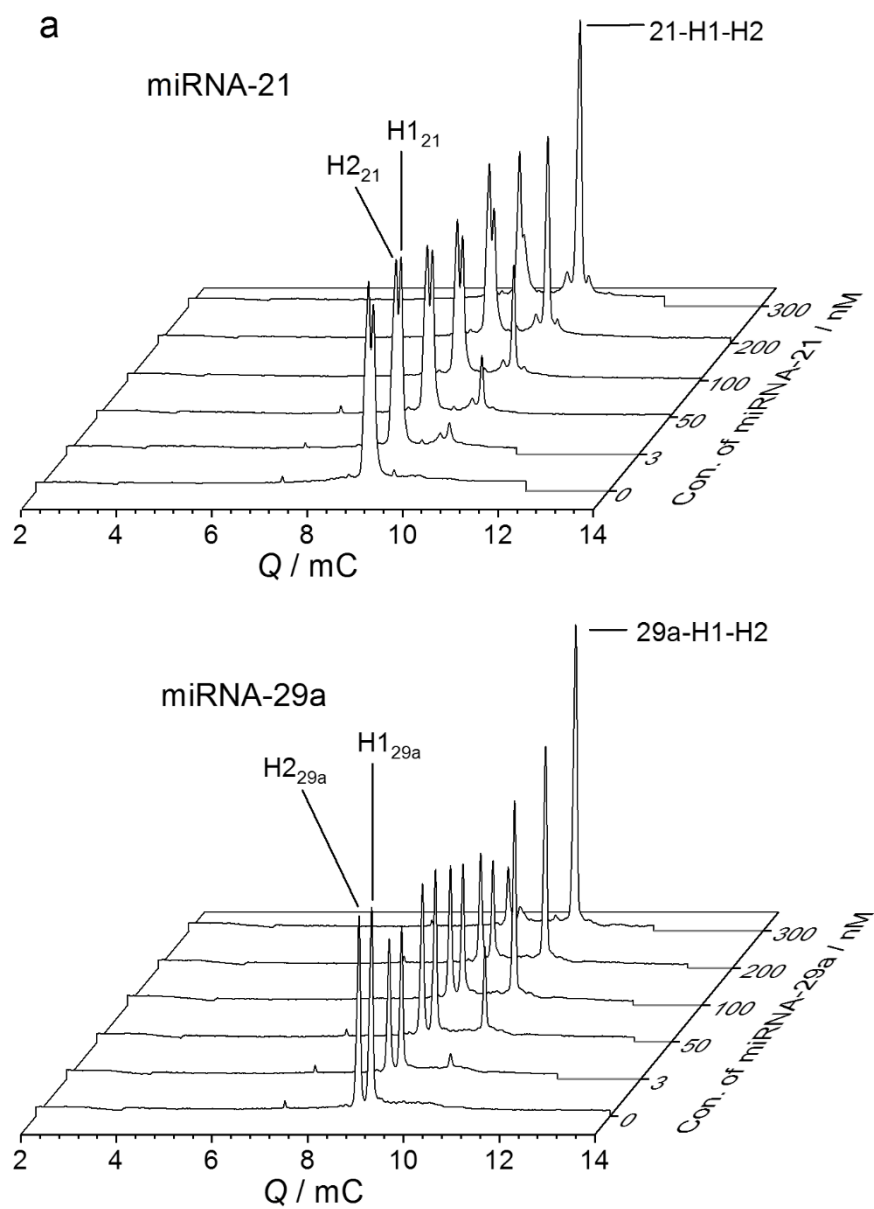 a
21-H1-H2
miRNA-21
H1₂₁
H2₂₁
300
200
100
50
3
0
Con. of miRNA-21 / nM
2 4 6 8 10 12 14
Q / mC
29a-H1-H2
miRNA-29a
H1₂₉ₐ
H2₂₉ₐ
300
200
100
50
3
0
Con. of miRNA-29a / nM
2 4 6 8 10 12 14
Q / mC